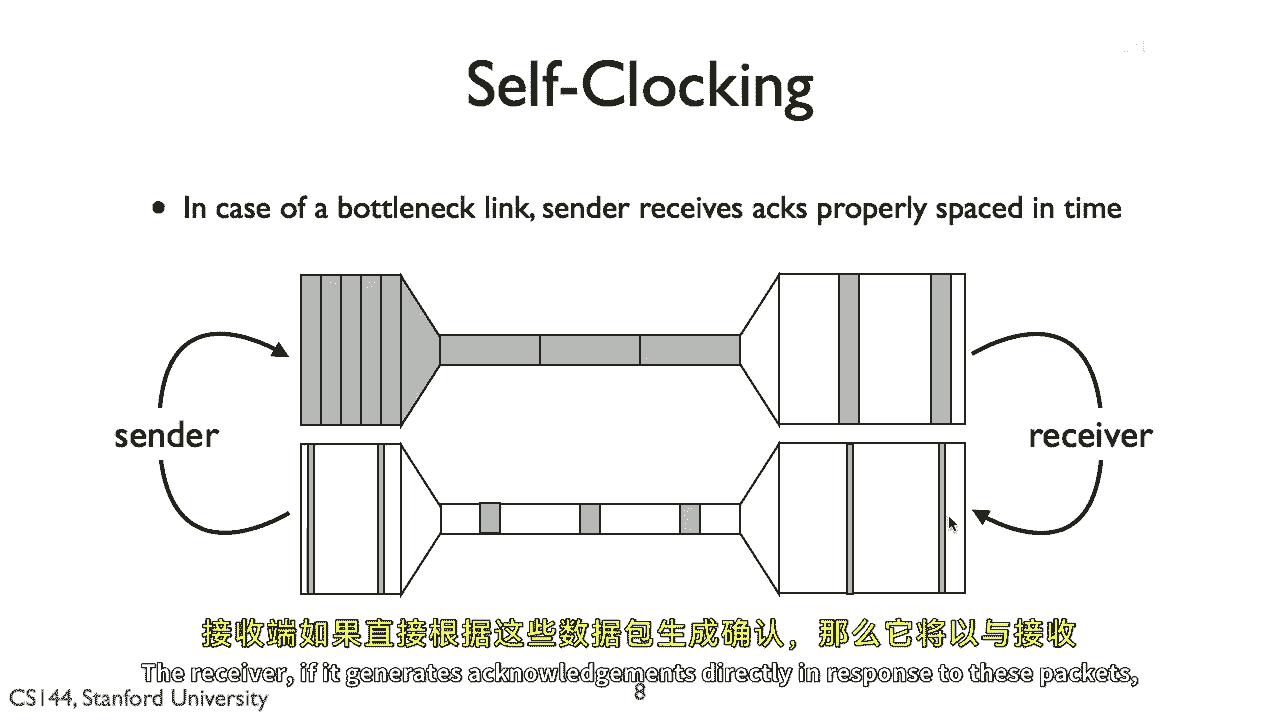 Self-Clocking
• In case of a bottleneck link, sender receives acks properly spaced in time
sender
receiver
接收端如果直接根据这些数据包生成确认，那么它将以与接收
The receiver, if it generates acknowledgements directly in response to these packets,
CS144, Stanford University
8